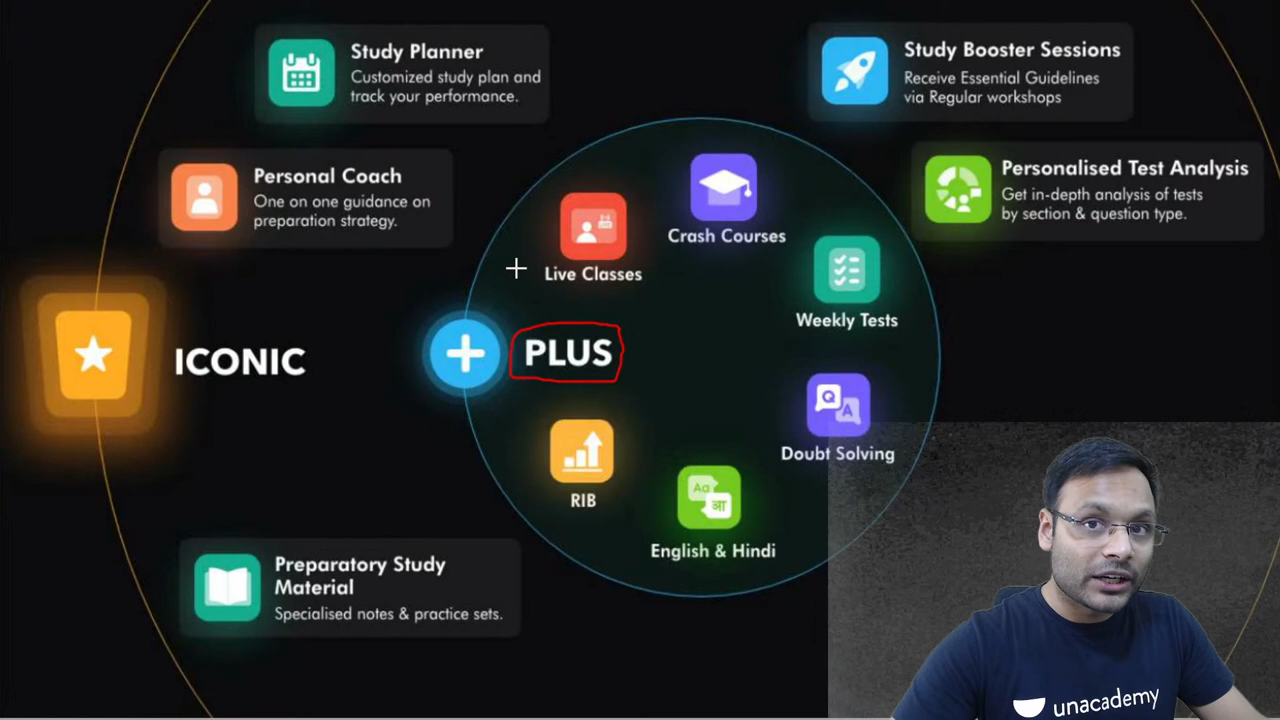 Study Planner
Customized study plan and
track your performance.
Study Booster Sessions
Receive Essential Guidelines
via Regular workshops
Personal Coach
One on one guidance on
preparation strategy.
Personalised Test Analysis
Get in-depth analysis of tests
by section & question type.
Crash Courses
Live Classes
Weekly Tests
ICONIC
PLUS
Q
A
Doubt Solving
RIB
Aa
आ
English & Hindi
Preparatory Study
Material
Specialised notes & practice sets.
unacademy